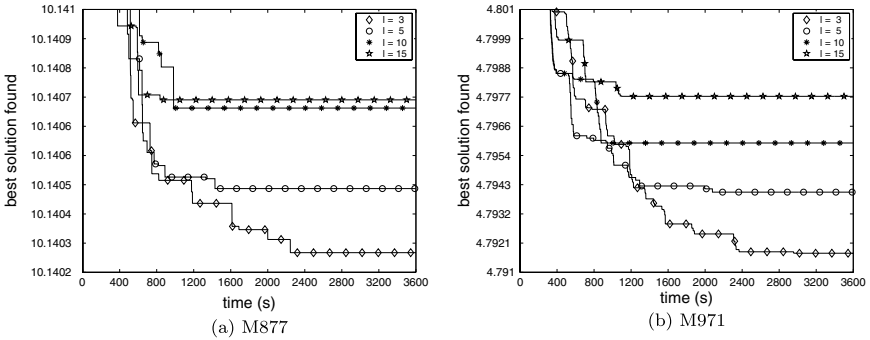 10.141
10.1409
10.1408
10.1407
10.1406
10.1405
10.1404
10.1403
10.1402
best solution found
0 400 800 1200 1600 2000 2400 2800 3200 3600
time (s)
l = 3
l = 5
l = 10
l = 15
(a) M877
4.801
4.7999
4.7988
4.7977
4.7966
4.7954
4.7943
4.7932
4.7921
4.791
best solution found
0 400 800 1200 1600 2000 2400 2800 3200 3600
time (s)
l = 3
l = 5
l = 10
l = 15
(b) M971